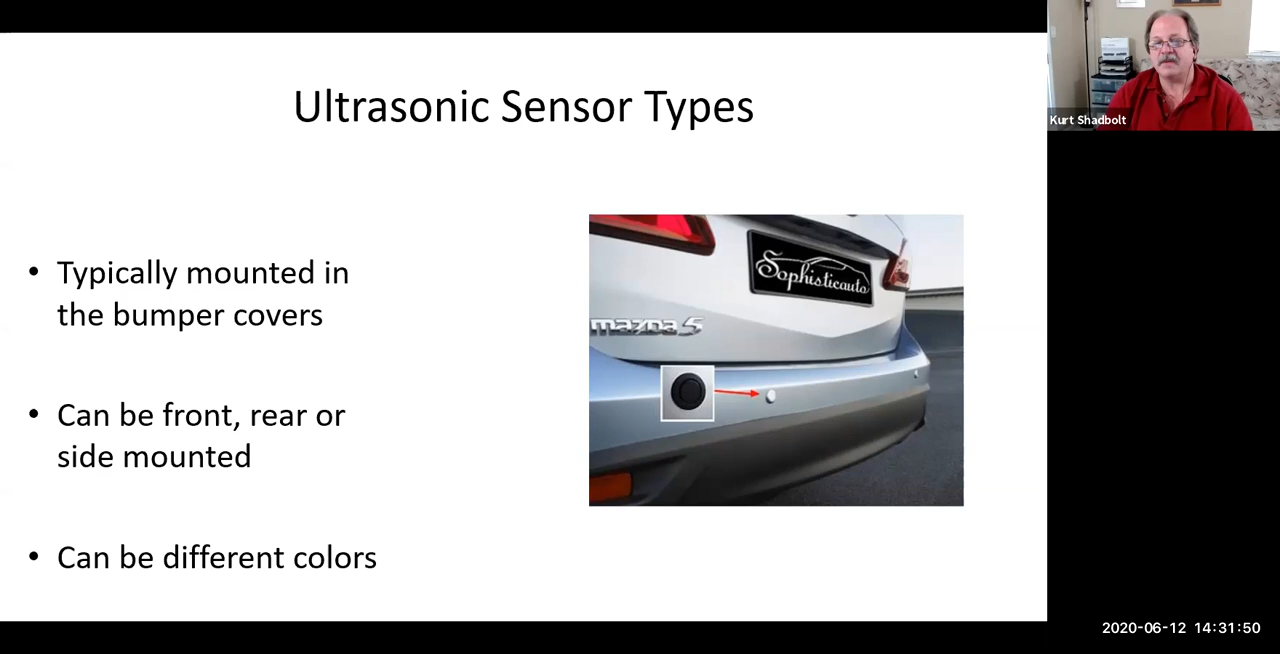 Ultrasonic Sensor Types
• Typically mounted in
the bumper covers
• Can be front, rear or
side mounted
• Can be different colors
Sophisticauto
mazda 5
Kurt Shadbolt
2020-06-12 14:31:50